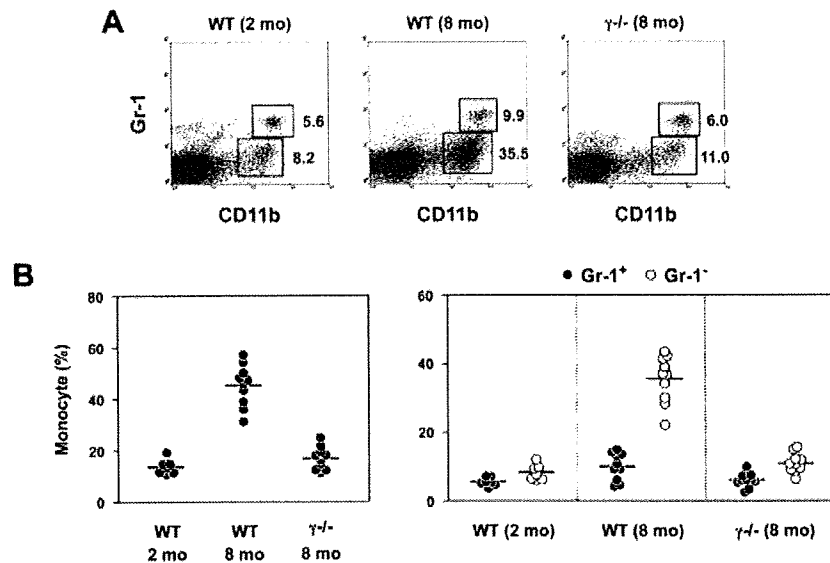 A
WT (2 mo)
WT (8 mo)
γ-/- (8 mo)
Gr-1
5.6
8.2
9.9
35.5
6.0
11.0
CD11b
CD11b
CD11b
B
● Gr-1+ ○ Gr-1-
Monocyte (%)
80
60
40
20
0
WT
2 mo
WT
8 mo
γ-/-
8 mo
60
40
20
0
WT (2 mo)
WT (8 mo)
γ-/- (8 mo)